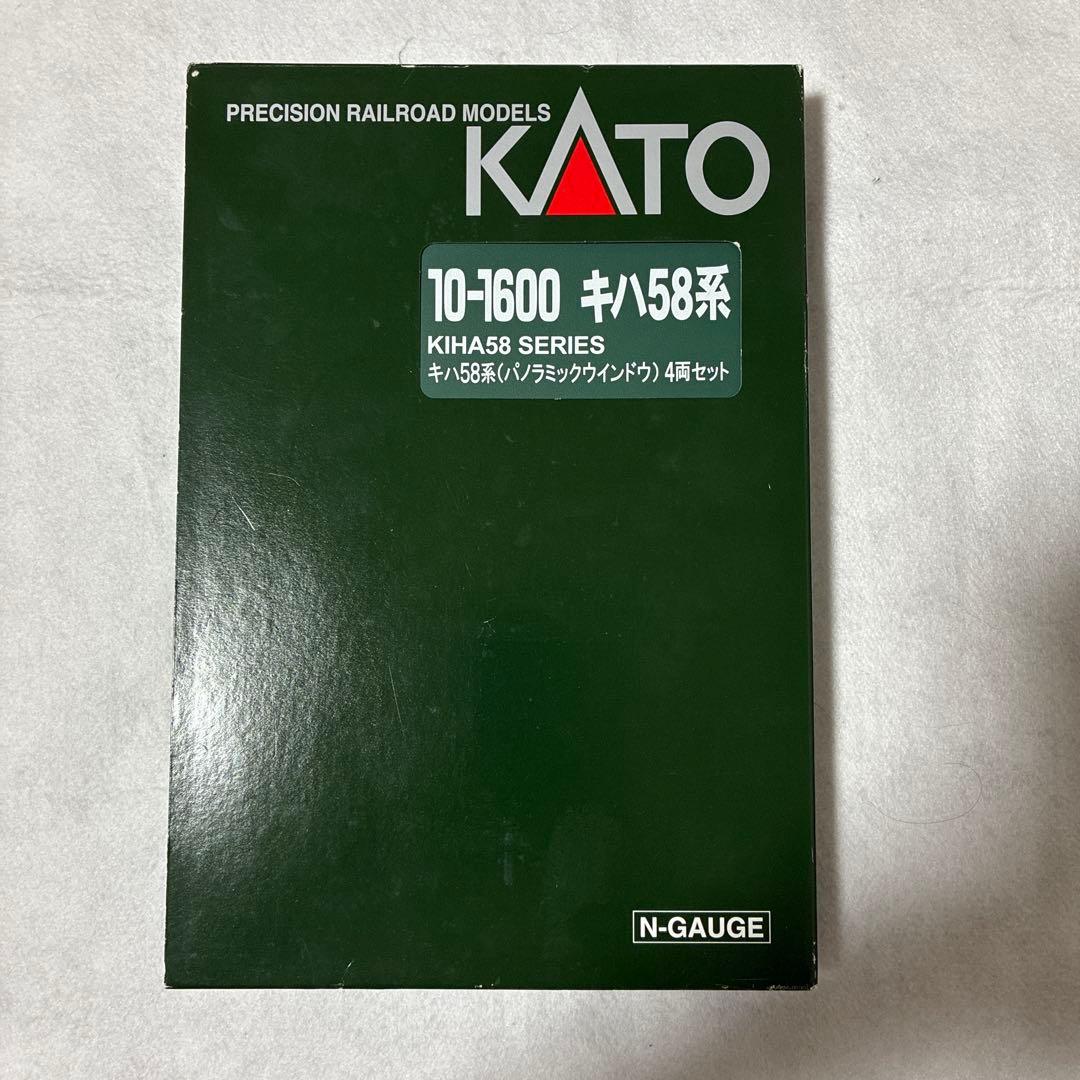 PRECISION RAILROAD MODELS
KATO
10-1600 キハ58系
KIHA58 SERIES
キハ58系(パノラミックウインドウ) 4両セット
N-GAUGE